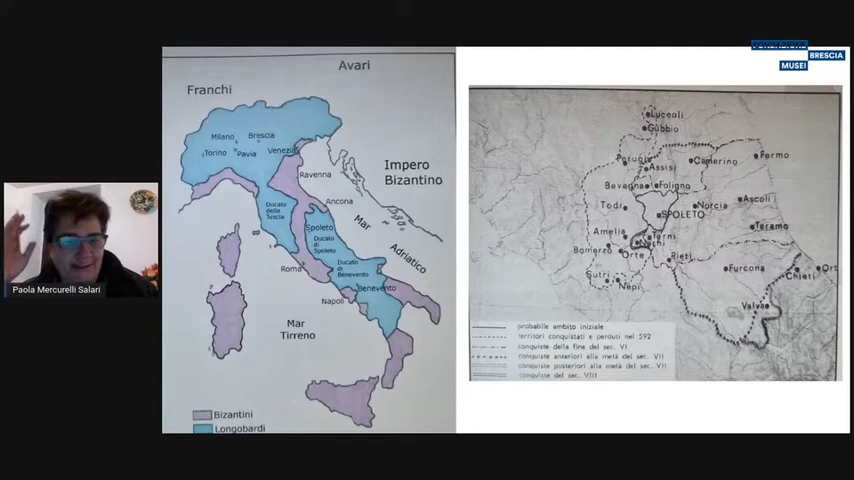 FONDAZIONE
BRESCIA
MUSEI
Paola Mercurelli Salari
Avari
Franchi
Milano
Brescia
Torino
Pavia
Venezia
Impero
Bizantino
Ravenna
Ancona
Ducato
della
Tuscia
Mar
Adriatico
Spoleto
Ducato
di
Spoleto
Roma
Ducato
di
Benevento
Benevento
Napoli
Mar
Tirreno
Bizantini
Longobardi
Luceoli
Gubbio
Perugia
Assisi
Camerino
Fermo
Bevagna
Foligno
Todi
Norcia
Ascoli
SPOLETO
Amelia
Terni
Teramo
Narni
Bomarzo
Orte
Rieti
Sutri
Nepi
Furcona
Chieti
Ort
Valva
probabile ambito iniziale
territori conquistati e perduti nel 592
conquiste della fine del sec. VI
conquiste anteriori alla metà del sec. VII
conquiste posteriori alla metà del sec. VII
conquiste del sec. VIII